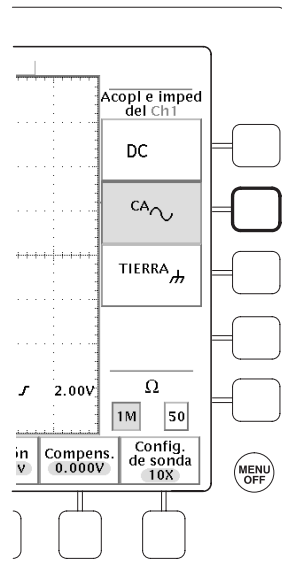 Acopl e imped
del Ch1
DC
CA
TIERRA
2.00V
Ω
1M 50
ón Compens. Config.
V 0.000V de sonda
10X
MENU
OFF